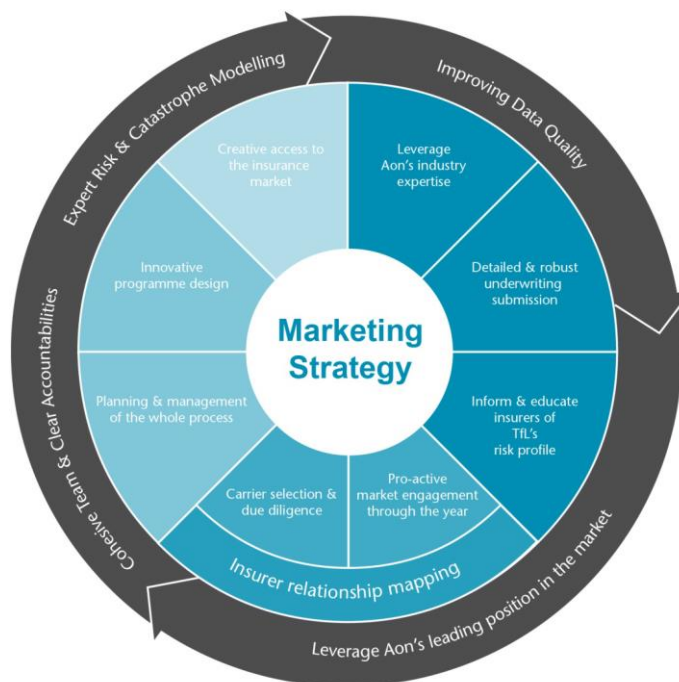 Marketing
Strategy
Leverage
Aon's industry
expertise
Detailed & robust
underwriting
submission
Inform & educate
insurers of
TfL's
risk profile
Pro-active
market engagement
through the year
Carrier selection &
due diligence
Insurer relationship mapping
Planning & management
of the whole process
Innovative
programme design
Creative access to
the insurance
market
Improving Data Quality
Leverage Aon's leading position in the market
Cohesive Team & Clear Accountabilities
Expert Risk & Catastrophe Modelling